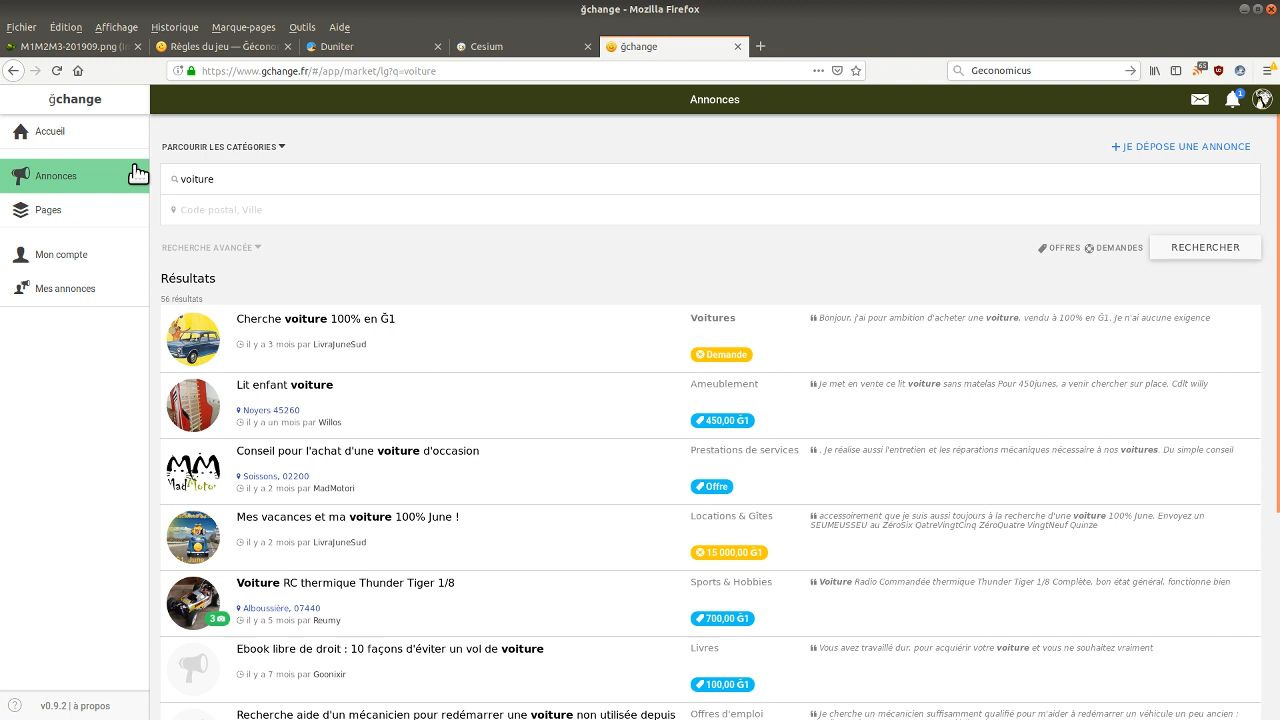 ğchange - Mozilla Firefox
Fichier Édition Affichage Historique Marque-pages Outils Aide
M1M2M3-201909.png (Im
Règles du jeu — Ğécono
Duniter
Cesium
ğchange
https://www.gchange.fr/#/app/market/lg?q=voiture
65
Geconomicus
ğchange
Annonces
1
Accueil
Annonces
Pages
Mon compte
Mes annonces
PARCOURIR LES CATÉGORIES
JE DÉPOSE UNE ANNONCE
voiture
Code postal, Ville
RECHERCHE AVANCÉE
OFFRES DEMANDES RECHERCHER
Résultats
56 résultats
Cherche voiture 100% en Ğ1
il y a 3 mois par LivraJuneSud
Voitures
Demande
Bonjour, j'ai pour ambition d'acheter une voiture, vendu à 100% en Ğ1. Je n'ai aucune exigence
Lit enfant voiture
Noyers 45260
il y a un mois par Willos
Ameublement
450,00 Ğ1
Je met en vente ce lit voiture sans matelas Pour 450junes, a venir chercher sur place. Cdlt willy
Conseil pour l'achat d'une voiture d'occasion
Soissons, 02200
il y a 2 mois par MadMotori
MadMotor
Prestations de services
Offre
. Je réalise aussi l'entretien et les réparations mécaniques nécessaire à nos voitures. Du simple conseil
Mes vacances et ma voiture 100% June !
il y a 2 mois par LivraJuneSud
Locations & Gîtes
15 000,00 Ğ1
accessoirement que je suis aussi toujours à la recherche d'une voiture 100% June. Envoyez un
SEUMEUSSEU au ZéroSix QatreVingtCinq ZéroQuatre VingtNeuf Quinze
Voiture RC thermique Thunder Tiger 1/8
Alboussière, 07440
il y a 5 mois par Reumy
3
Sports & Hobbies
700,00 Ğ1
Voiture Radio Commandée thermique Thunder Tiger 1/8 Complète, bon état général, fonctionne bien
Ebook libre de droit : 10 façons d'éviter un vol de voiture
il y a 7 mois par Goonixir
Livres
100,00 Ğ1
Vous avez travaillé dur, pour acquiérir votre voiture et vous ne souhaitez vraiment
Recherche aide d'un mécanicien pour redémarrer une voiture non utilisée depuis
Offres d'emploi
Je cherche un mécanicien suffisamment qualifié pour m'aider à redémarrer un véhicule un peu ancien :
v0.9.2 | à propos